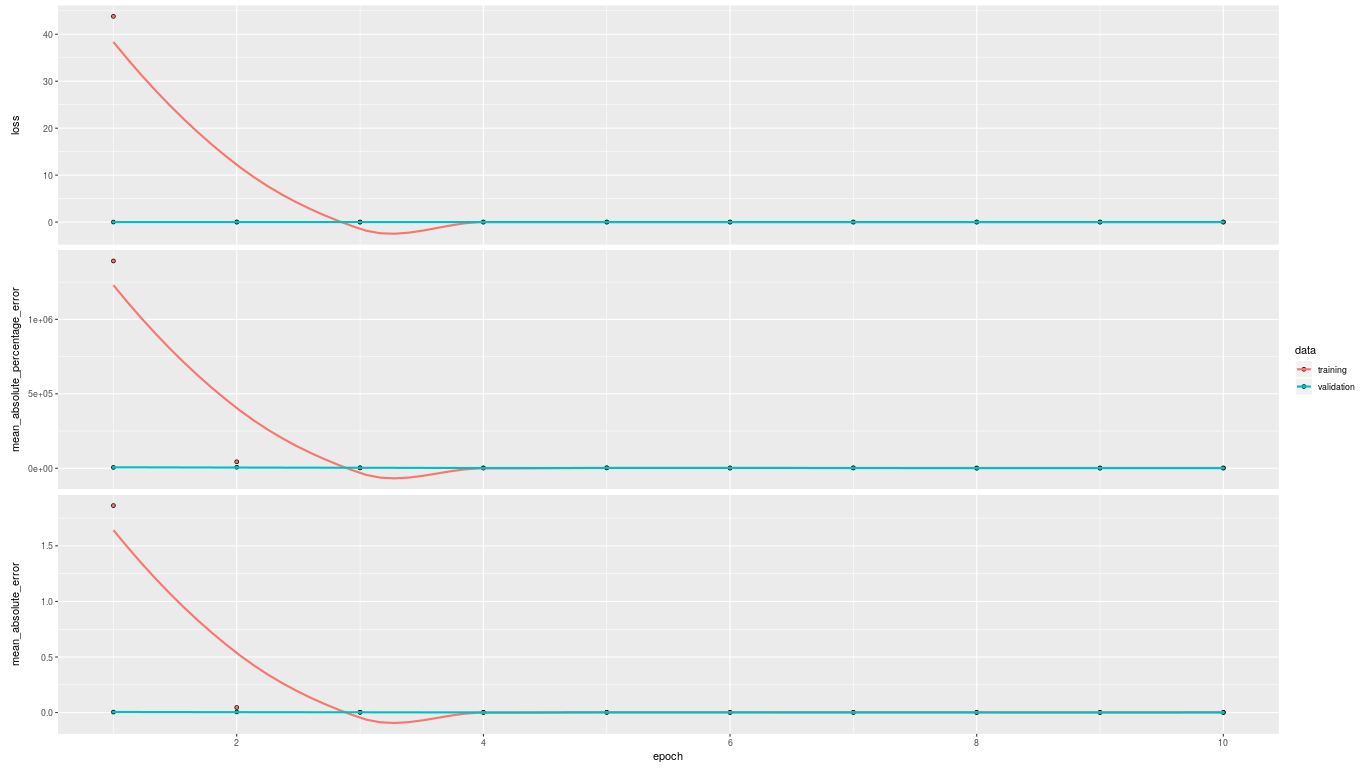 loss
40
30
20
10
0
mean_absolute_percentage_error
1e+06
5e+05
0e+00
mean_absolute_error
1.5
1.0
0.5
0.0
2
4
6
8
10
epoch
data
training
validation